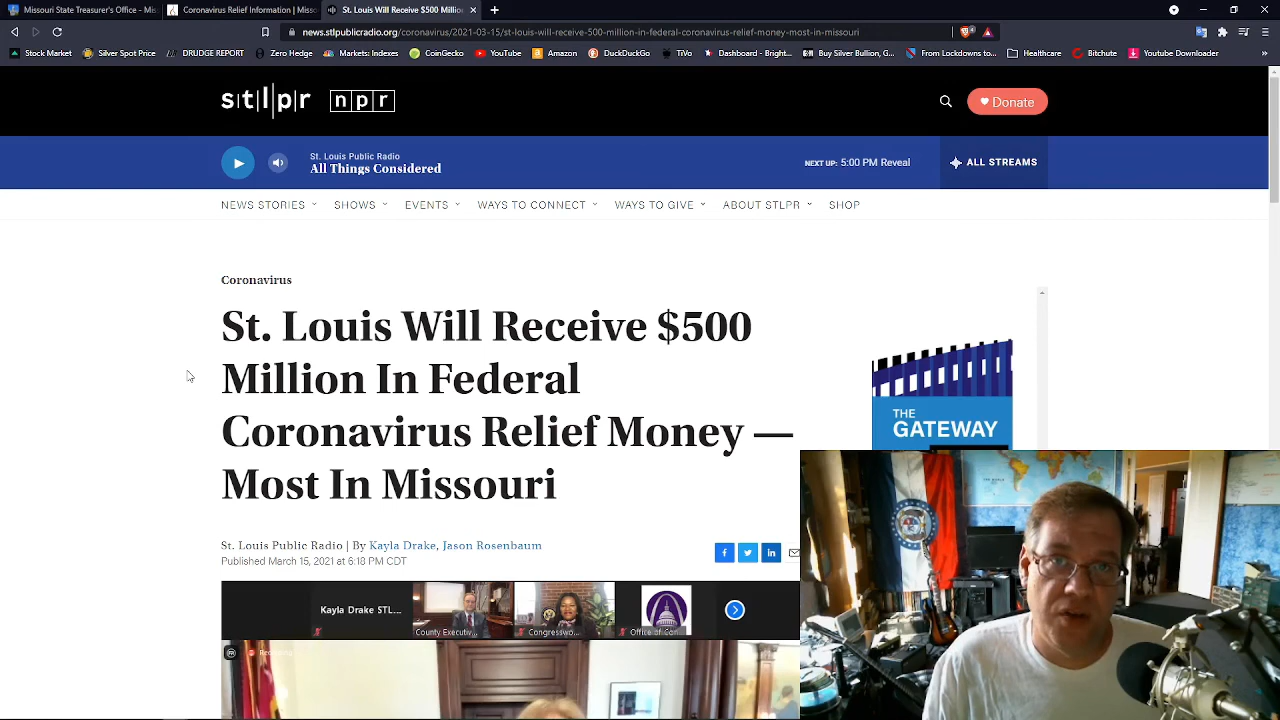 Missouri State Treasurer's Office - Mis
Coronavirus Relief Information | Misso
St. Louis Will Receive $500 Millio
news.stlpublicradio.org/coronavirus/2021-03-15/st-louis-will-receive-500-million-in-federal-coronavirus-relief-money-most-in-missouri
Stock Market
Silver Spot Price
DRUDGE REPORT
Zero Hedge
Markets: Indexes
CoinGecko
YouTube
Amazon
DuckDuckGo
TiVo
Dashboard - Bright...
Buy Silver Bullion, G...
From Lockdowns to...
Healthcare
Bitchute
Youtube Downloader
st|pr npr
Donate
St. Louis Public Radio
All Things Considered
NEXT UP: 5:00 PM Reveal
ALL STREAMS
NEWS STORIES
SHOWS
EVENTS
WAYS TO CONNECT
WAYS TO GIVE
ABOUT STLPR
SHOP
Coronavirus
St. Louis Will Receive $500
Million In Federal
Coronavirus Relief Money —
Most In Missouri
THE
GATEWAY
St. Louis Public Radio | By Kayla Drake, Jason Rosenbaum
Published March 15, 2021 at 6:18 PM CDT
Kayla Drake STL...
County Executiv...
Congresswo...
Office of Con...